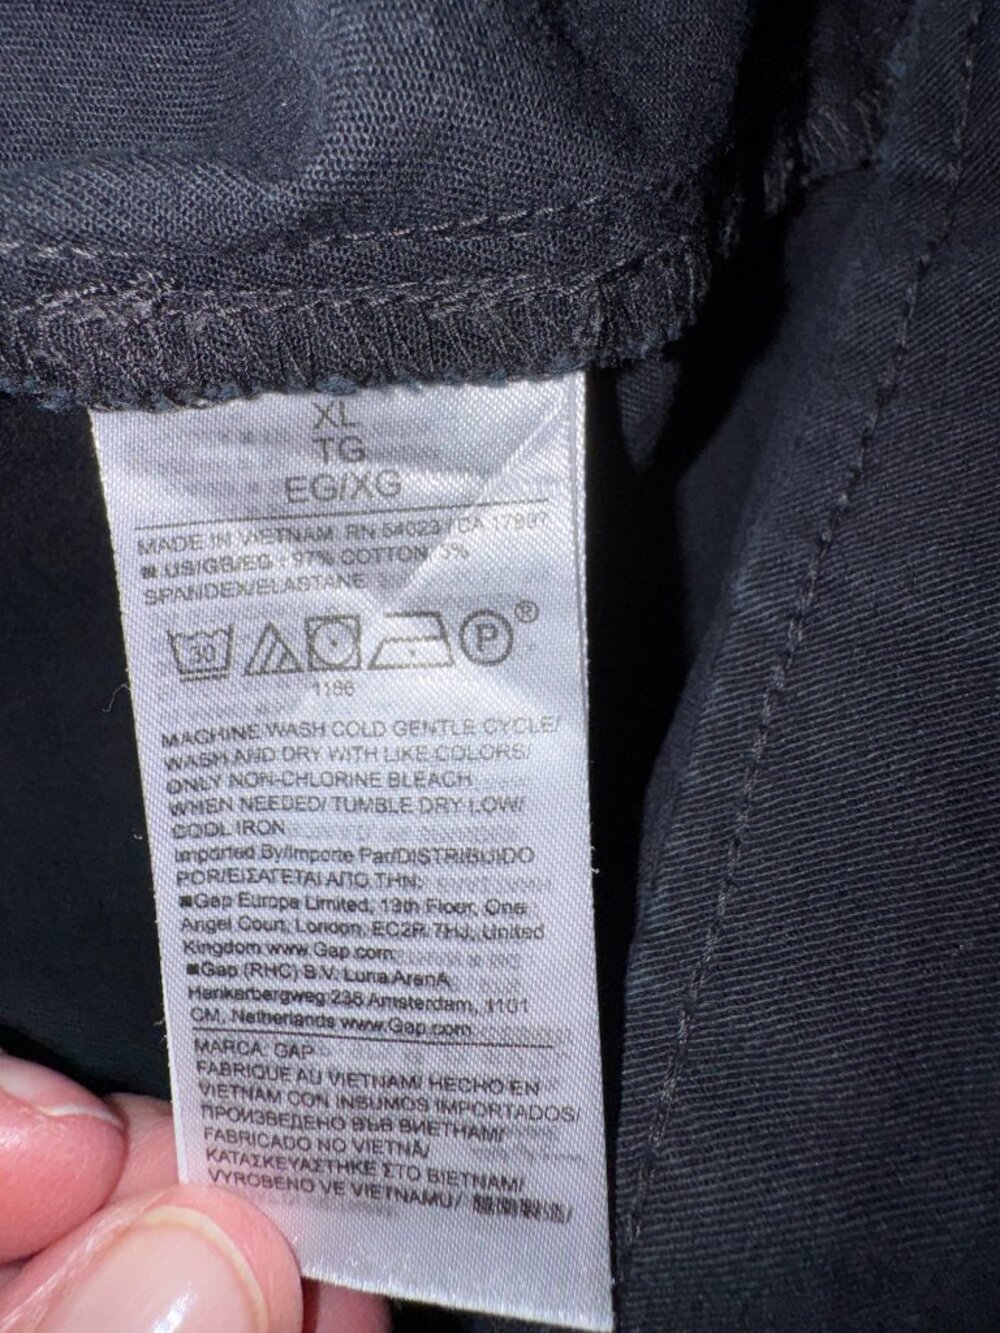 XL
TG
EG/XG
MADE IN VIETNAM RN 54023 / CA 17897
■ US/GB/EG : 97% COTTON, 3%
SPANDEX/ELASTANE
30 P ®
1166
MACHINE WASH COLD GENTLE CYCLE/
WASH AND DRY WITH LIKE COLORS/
ONLY NON-CHLORINE BLEACH
WHEN NEEDED/ TUMBLE DRY LOW/
COOL IRON
Imported By/Importe Par/DISTRIBUIDO
POR/ΕΙΣΑΓΕΤΑΙ ΑΠΟ ΤΗΝ:
■Gap Europe Limited, 13th Floor, One
Angel Court, London, EC2R 7HJ, United
Kingdom www.Gap.com
■Gap (RHC) B.V. Luna ArenA,
Herikerbergweg 238 Amsterdam, 1101
CM, Netherlands www.Gap.com
MARCA: GAP
FABRIQUÉ AU VIETNAM/ HECHO EN
VIETNAM CON INSUMOS IMPORTADOS/
ПРОИЗВЕДЕНО ВЪВ ВИЕТНАМ/
FABRICADO NO VIETNÃ/
ΚΑΤΑΣΚΕΥΑΣΤΗΚΕ ΣΤΟ ΒΙΕΤΝΑΜ/
VYROBENO VE VIETNAMU/